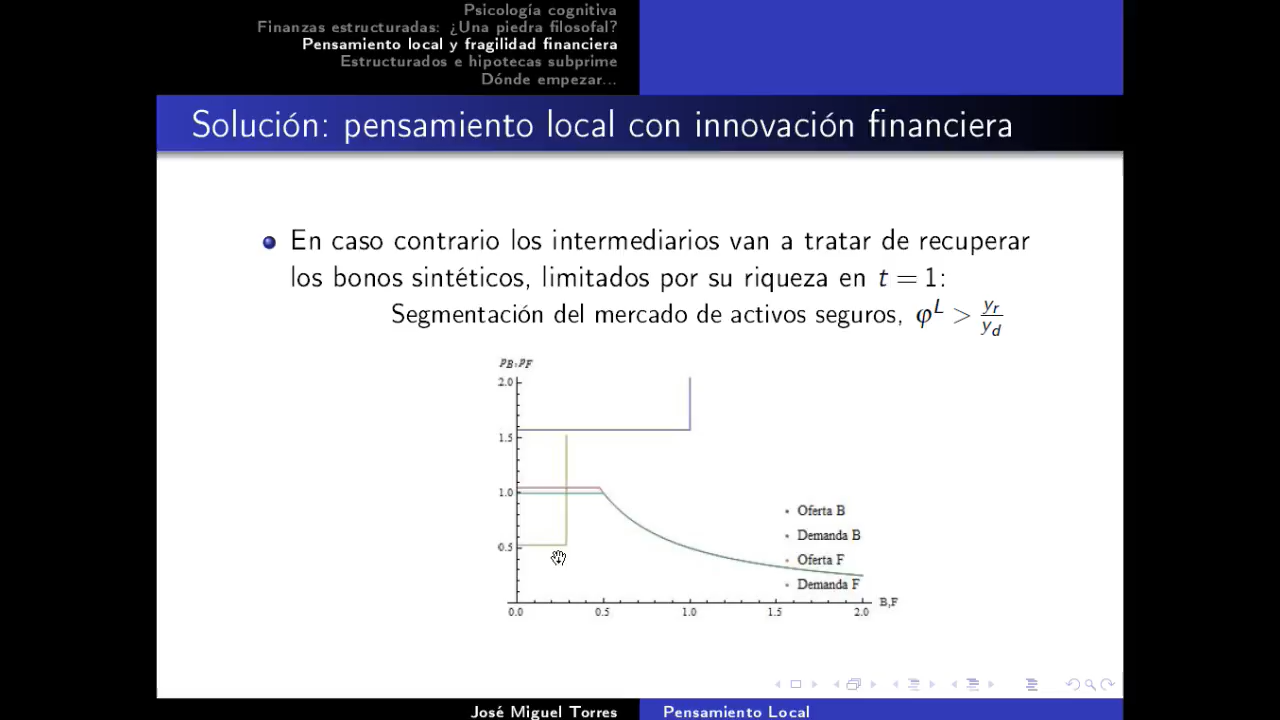 Psicología cognitiva
Finanzas estructuradas: ¿Una piedra filosofal?
Pensamiento local y fragilidad financiera
Estructurados e hipotecas subprime
Dónde empezar...
Solución: pensamiento local con innovación financiera
En caso contrario los intermediarios van a tratar de recuperar
los bonos sintéticos, limitados por su riqueza en t = 1:
Segmentación del mercado de activos seguros, φ^L > y_r/y_d
p_B, p_F
2.0
1.5
1.0
0.5
0.0 0.5 1.0 1.5 2.0
B,F
Oferta B
Demanda B
Oferta F
Demanda F
José Miguel Torres
Pensamiento Local